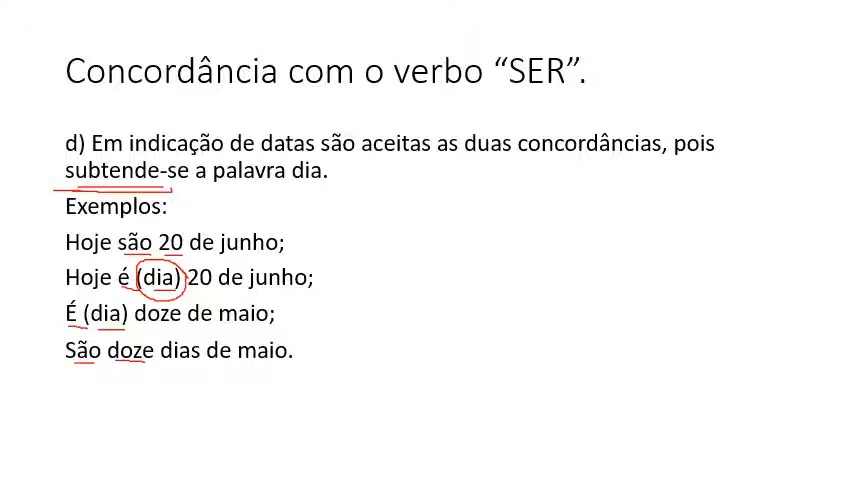 Concordância com o verbo “SER”.
d) Em indicação de datas são aceitas as duas concordâncias, pois
subtende-se a palavra dia.
Exemplos:
Hoje são 20 de junho;
Hoje é (dia) 20 de junho;
É (dia) doze de maio;
São doze dias de maio.